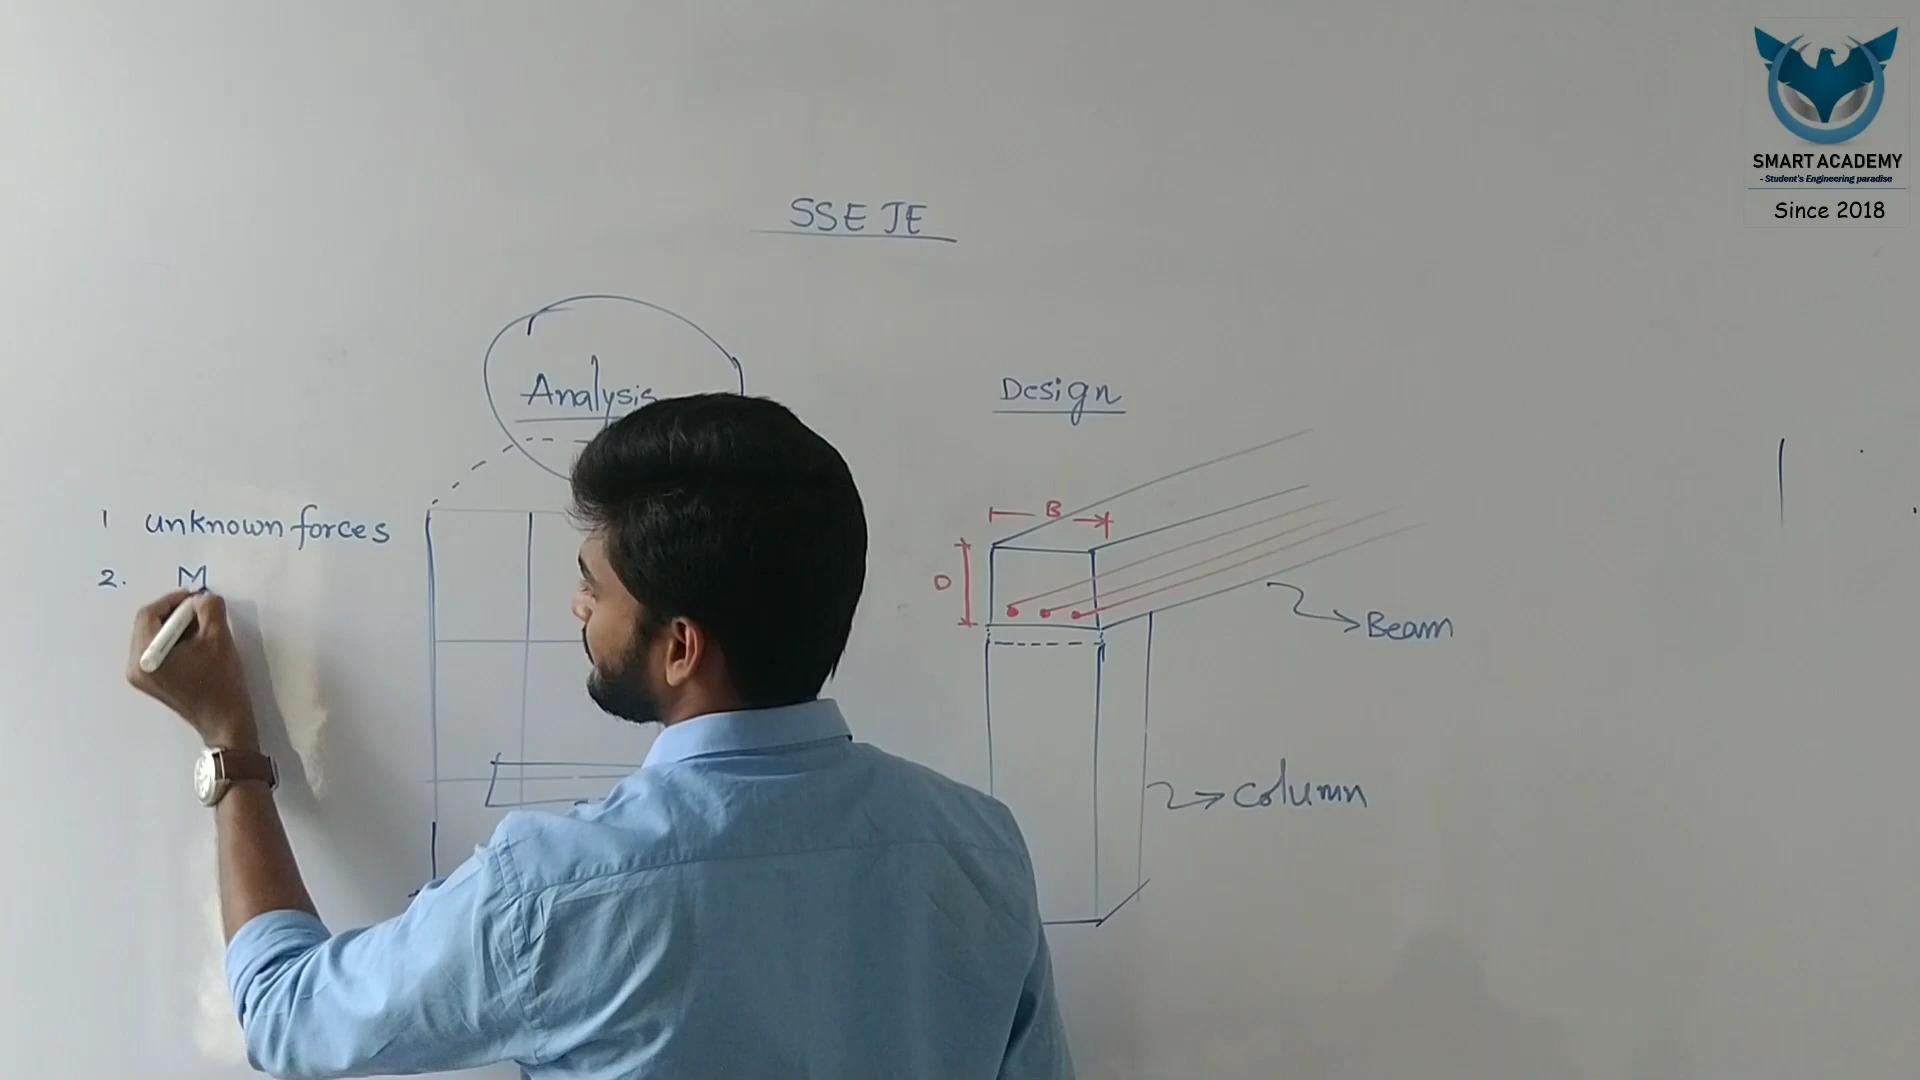 SMART ACADEMY
- Student's Engineering paradise
Since 2018
SSE JE
Analysis
Design
1 unknown forces
2. M
B
D
Beam
Column